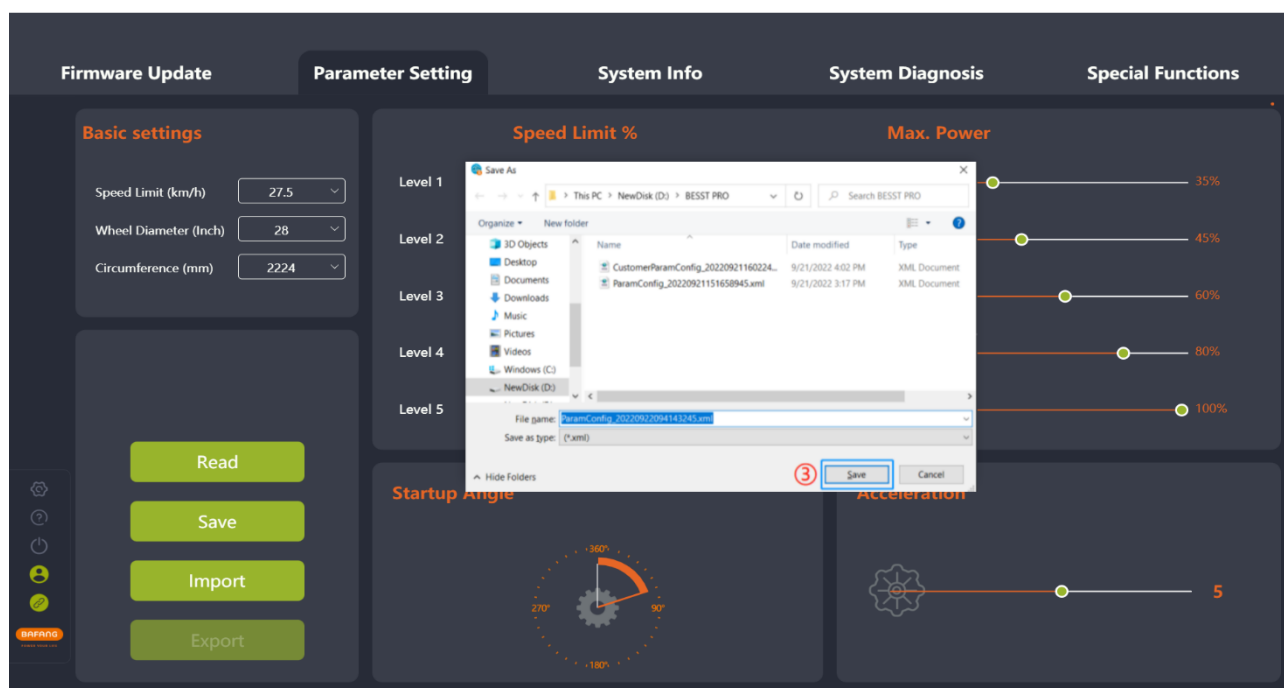 Firmware Update Parameter Setting System Info System Diagnosis Special Functions
Basic settings
Speed Limit (km/h) 27.5
Wheel Diameter (Inch) 28
Circumference (mm) 2224
Read
Save
Import
Export
BAFANG
Speed Limit % Max. Power
Level 1 35%
Level 2 45%
Level 3 60%
Level 4 80%
Level 5 100%
Save As
This PC > NewDisk (D:) > BESST PRO Search BESST PRO
Organize New folder
3D Objects
Desktop
Documents
Downloads
Music
Pictures
Videos
Windows (C:)
NewDisk (D:)
Name Date modified Type
CustomerParamConfig_20220921160224... 9/21/2022 4:02 PM XML Document
ParamConfig_20220921151658945.xml 9/21/2022 3:17 PM XML Document
File name: ParamConfig_20220922094143245.xml
Save as type: (*.xml)
Hide Folders ③ Save Cancel
Startup Angle
360°
270° 90°
180°
Acceleration
5